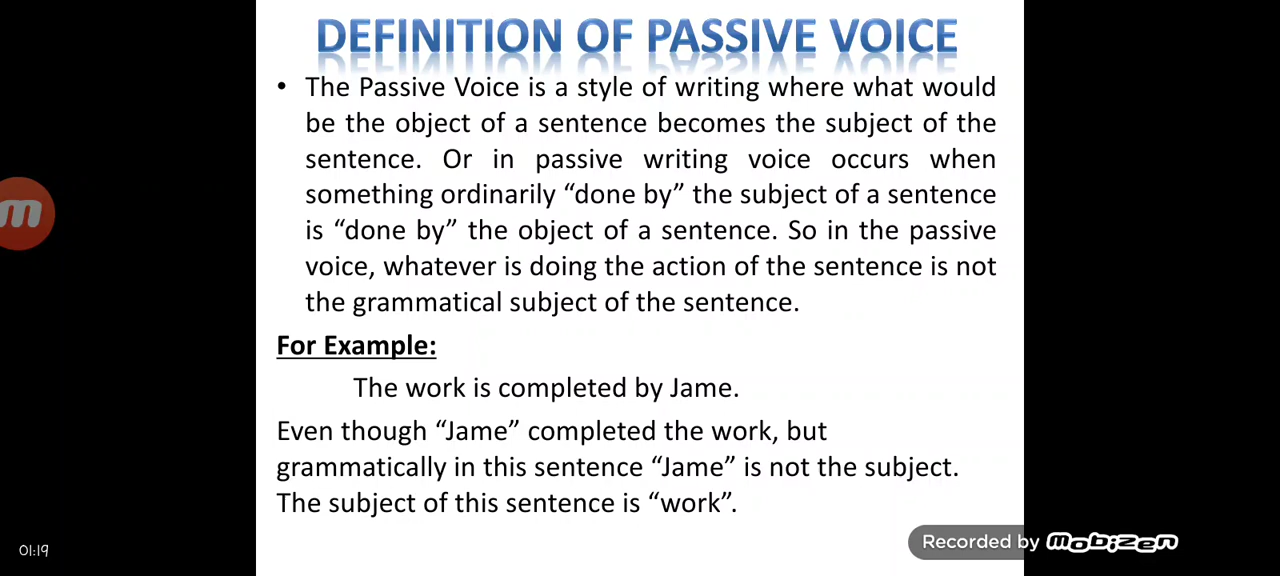 DEFINITION OF PASSIVE VOICE
• The Passive Voice is a style of writing where what would
be the object of a sentence becomes the subject of the
sentence. Or in passive writing voice occurs when
something ordinarily “done by” the subject of a sentence
is “done by” the object of a sentence. So in the passive
voice, whatever is doing the action of the sentence is not
the grammatical subject of the sentence.
For Example:
The work is completed by Jame.
Even though “Jame” completed the work, but
grammatically in this sentence “Jame” is not the subject.
The subject of this sentence is “work”.
m
01:19
Recorded by mobizen